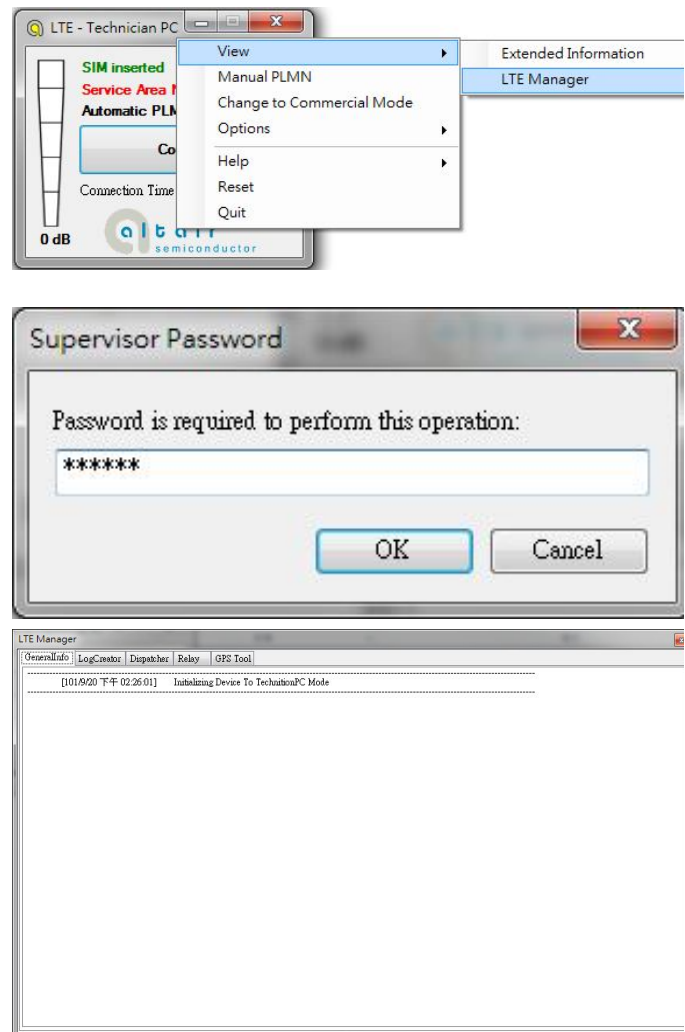 LTE - Technician PC
SIM inserted
Service Area
Automatic
Connection Time
0 dB
altair
semiconductor
View
Manual PLMN
Change to Commercial Mode
Options
Help
Reset
Quit
Extended Information
LTE Manager
Supervisor Password
Password is required to perform this operation:
******
OK Cancel
LTE Manager
GeneralInfo LogCreator Dispatcher Relay GPS Tool
[101/9/20 下午 02:26:01] Initializing Device To TechnitionPC Mode